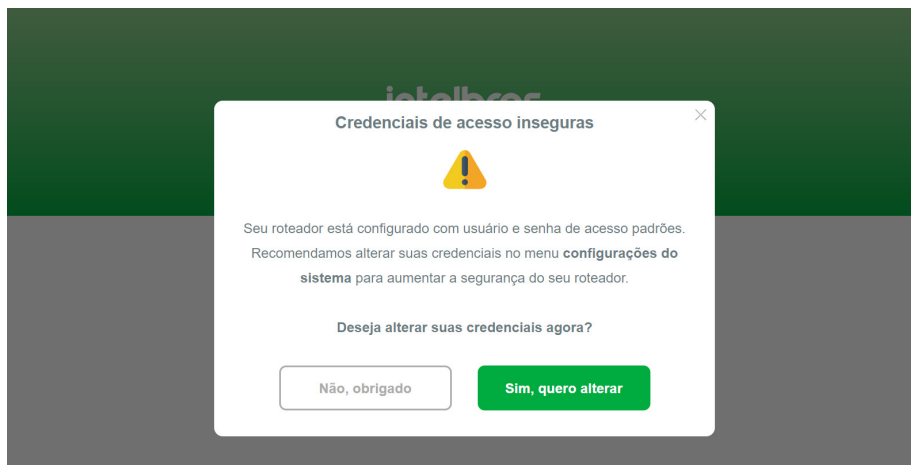 intelbras
Credenciais de acesso inseguras
Seu roteador está configurado com usuário e senha de acesso padrões.
Recomendamos alterar suas credenciais no menu configurações do
sistema para aumentar a segurança do seu roteador.
Deseja alterar suas credenciais agora?
Não, obrigado
Sim, quero alterar